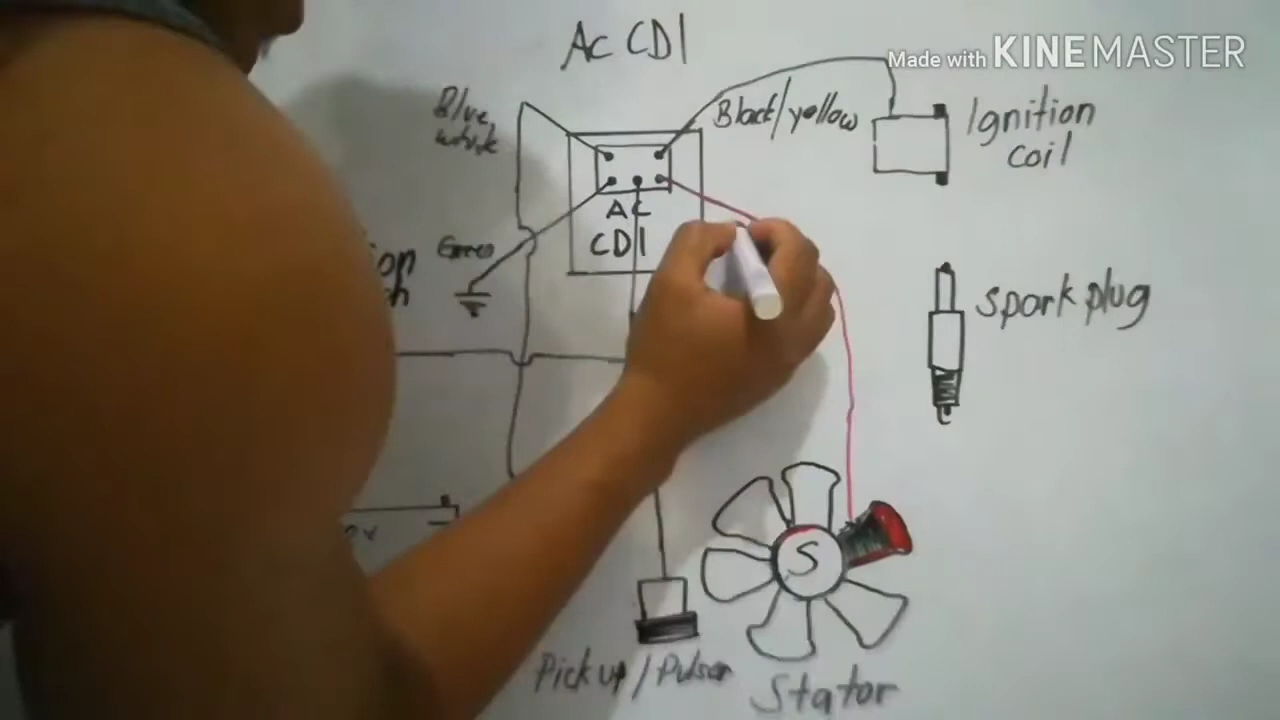 Ac CDI
Made with KINEMASTER
Blue
white
Black/yellow
Ignition
coil
AC
CDI
Green
spark plug
S
Pick up/Pulser
Stator